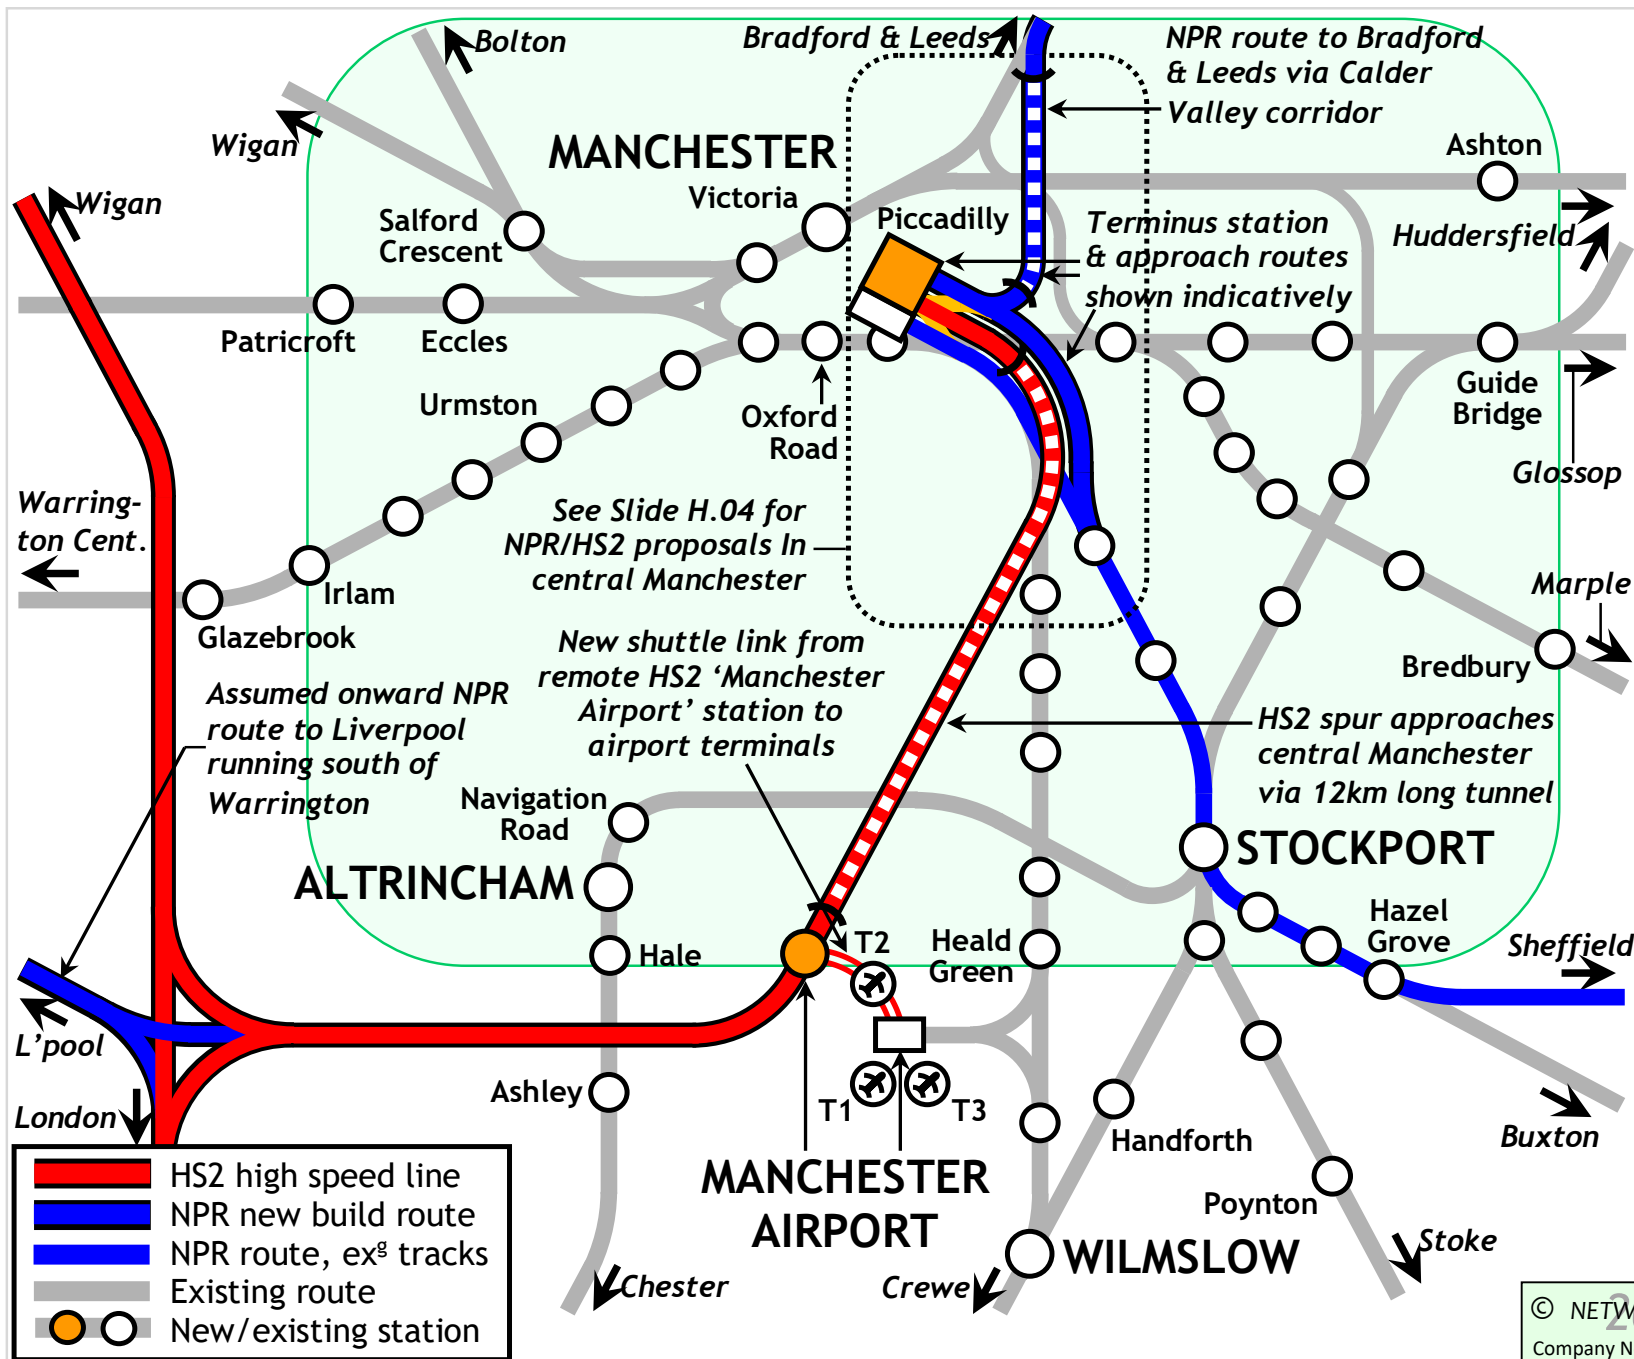 Bolton
Bradford & Leeds
NPR route to Bradford
& Leeds via Calder
Valley corridor
Wigan
MANCHESTER
Ashton
Wigan
Victoria
Salford
Crescent
Piccadilly
Terminus station
& approach routes
shown indicatively
Huddersfield
Patricroft
Eccles
Urmston
Oxford
Road
Guide
Bridge
Glossop
Warring-
ton Cent.
See Slide H.04 for
NPR/HS2 proposals In
central Manchester
Irlam
Glazebrook
Marple
Bredbury
New shuttle link from
remote HS2 ‘Manchester
Airport’ station to
airport terminals
Assumed onward NPR
route to Liverpool
running south of
Warrington
HS2 spur approaches
central Manchester
via 12km long tunnel
Navigation
Road
STOCKPORT
ALTRINCHAM
Hazel
Grove
Heald
Green
T2
Hale
Sheffield
L’pool
Ashley
T1
T3
London
Handforth
Buxton
MANCHESTER
AIRPORT
Poynton
WILMSLOW
Stoke
Chester
Crewe
HS2 high speed line
NPR new build route
NPR route, exᵍ tracks
Existing route
New/existing station
© NETW
Company N